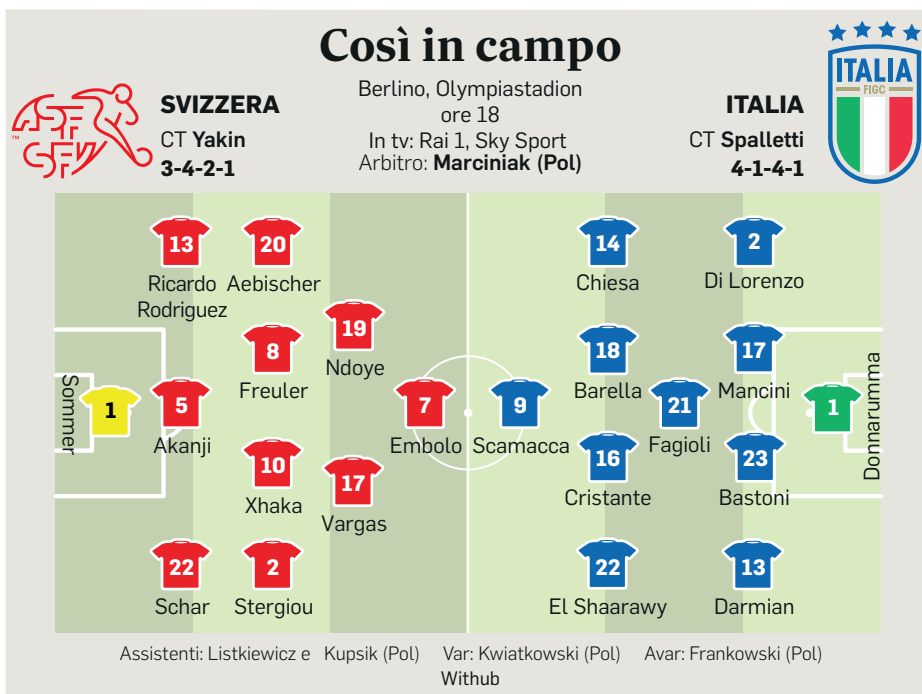 Così in campo
SVIZZERA
CT Yakin
3-4-2-1
Berlino, Olympiastadion
ore 18
In tv: Rai 1, Sky Sport
Arbitro: Marciniak (Pol)
ITALIA
CT Spalletti
4-1-4-1
ASF
SFV
™
ITALIA
FIGC
1
Sommer
13
Ricardo
Rodriguez
5
Akanji
22
Schar
20
Aebischer
8
Freuler
10
Xhaka
2
Stergiou
19
Ndoye
17
Vargas
7
Embolo
9
Scamacca
14
Chiesa
18
Barella
16
Cristante
22
El Shaarawy
21
Fagioli
2
Di Lorenzo
17
Mancini
23
Bastoni
13
Darmian
1
Donnarumma
Assistenti: Listkiewicz e Kupsik (Pol) Var: Kwiatkowski (Pol) Avar: Frankowski (Pol)
Withub